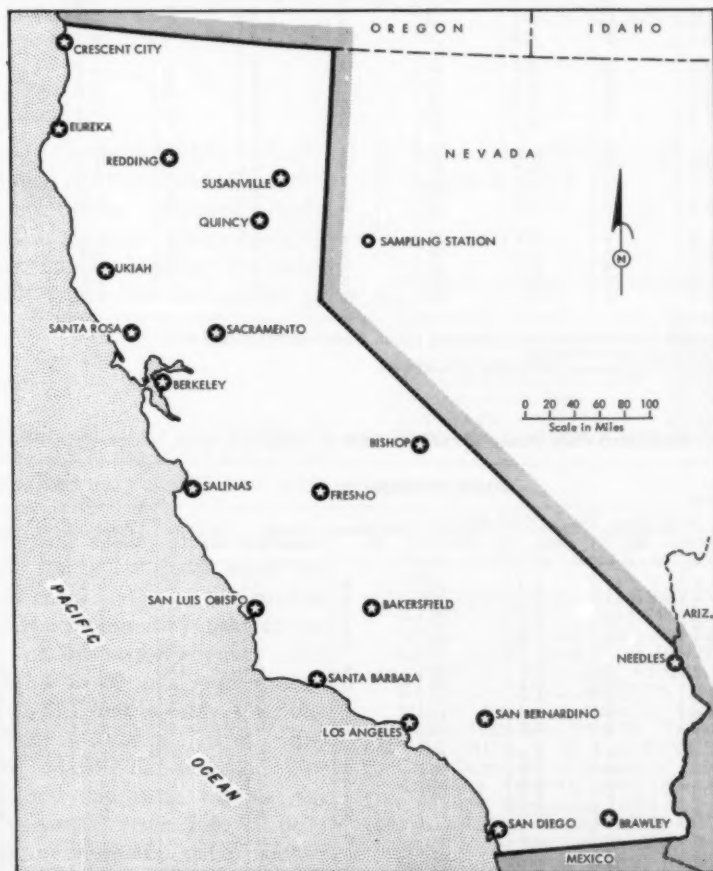 OREGON
IDAHO
CRESCENT CITY
EUREKA
REDDING
NEVADA
SUSANVILLE
QUINCY
SAMPLING STATION
N
UKIAH
SANTA ROSA
SACRAMENTO
BERKELEY
0 20 40 60 80 100
Scale in Miles
BISHOP
SALINAS
FRESNO
PACIFIC
SAN LUIS OBISPO
BAKERSFIELD
ARIZ.
NEEDLES
SANTA BARBARA
SAN BERNARDINO
LOS ANGELES
OCEAN
SAN DIEGO
BRAWLEY
MEXICO